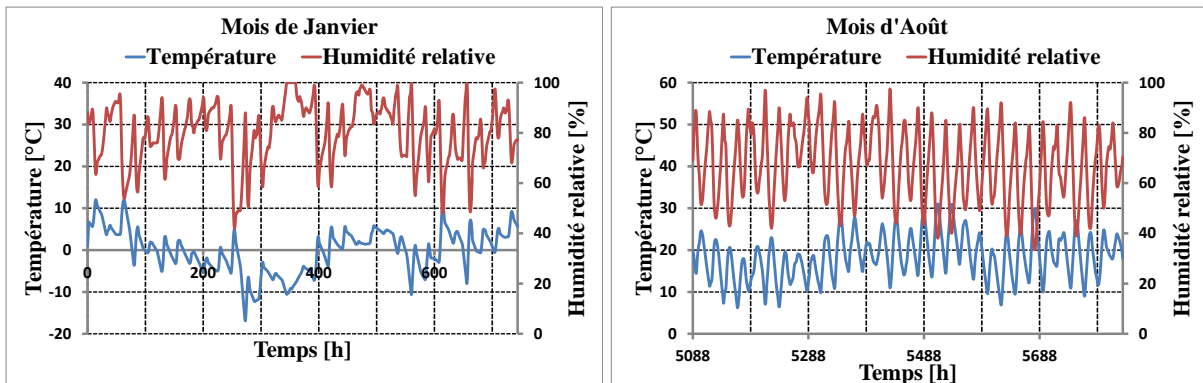 Mois de Janvier
Température Humidité relative
40
30
20
10
0
-10
-20
Température [°C]
100
80
60
40
20
0
Humidité relative [%]
0 200 400 600
Temps [h]
Mois d'Août
Température Humidité relative
60
50
40
30
20
10
0
Température [°C]
100
80
60
40
20
0
Humidité relative [%]
5088 5288 5488 5688
Temps [h]